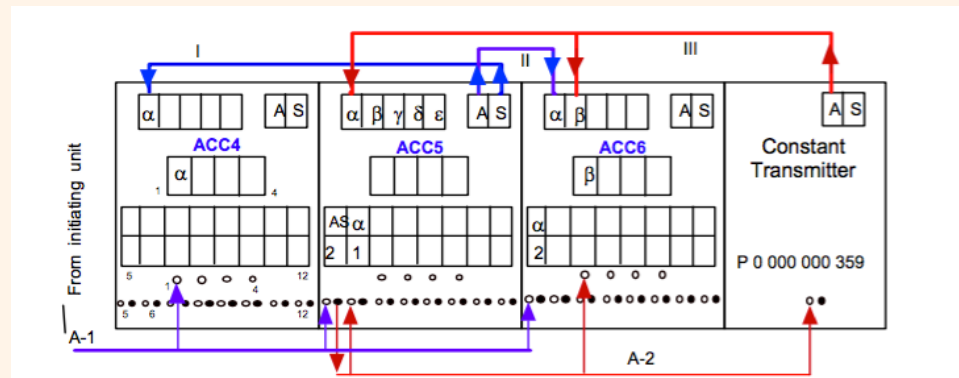 I
II
III
α
A S
α β γ δ ε
A S
α β
A S
A S
ACC4
ACC5
ACC6
Constant
Transmitter
1
α
4
β
AS α
2 1
α
2
P 0 000 000 359
From initiating unit
5
1
4
12
5
6
12
A-1
A-2